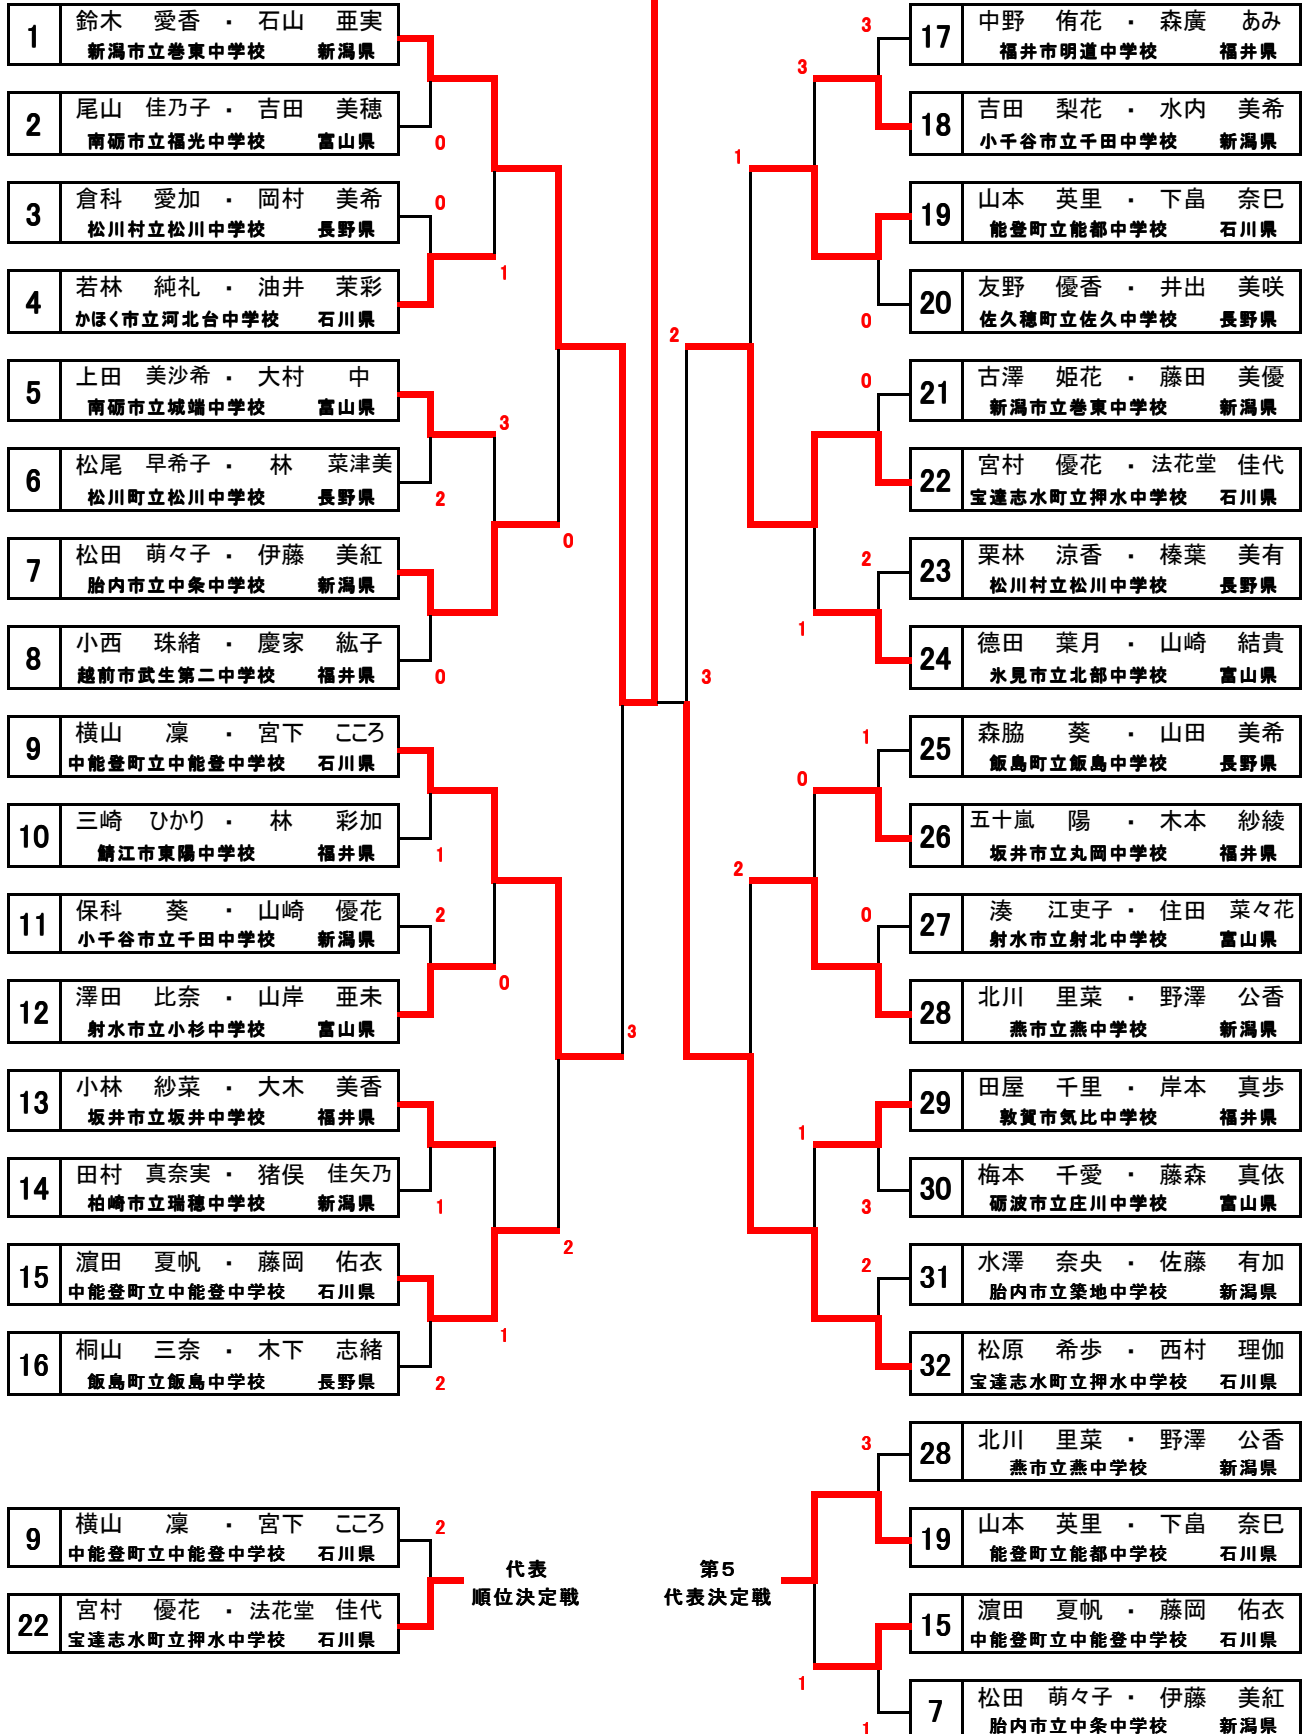 1 鈴木 愛香 ・ 石山 亜実
新潟市立巻東中学校 新潟県
2 尾山 佳乃子 ・ 吉田 美穂
南砺市立福光中学校 富山県
0
3 倉科 愛加 ・ 岡村 美希
松川村立松川中学校 長野県
0
4 若林 純礼 ・ 油井 茉彩
かほく市立河北台中学校 石川県
1
5 上田 美沙希 ・ 大村 中
南砺市立城端中学校 富山県
3
6 松尾 早希子 ・ 林 菜津美
松川町立松川中学校 長野県
2
7 松田 萌々子 ・ 伊藤 美紅
胎内市立中条中学校 新潟県
0
8 小西 珠緒 ・ 慶家 紘子
越前市武生第二中学校 福井県
0
9 横山 凜 ・ 宮下 こころ
中能登町立中能登中学校 石川県
10 三崎 ひかり ・ 林 彩加
鯖江市東陽中学校 福井県
1
11 保科 葵 ・ 山崎 優花
小千谷市立千田中学校 新潟県
2
12 澤田 比奈 ・ 山岸 亜未
射水市立小杉中学校 富山県
0
3
13 小林 紗菜 ・ 大木 美香
坂井市立坂井中学校 福井県
14 田村 真奈実 ・ 猪俣 佳矢乃
柏崎市立瑞穂中学校 新潟県
1
15 濵田 夏帆 ・ 藤岡 佑衣
中能登町立中能登中学校 石川県
2
16 桐山 三奈 ・ 木下 志緒
飯島町立飯島中学校 長野県
1
2
3
17 中野 侑花 ・ 森廣 あみ
福井市明道中学校 福井県
3
18 吉田 梨花 ・ 水内 美希
小千谷市立千田中学校 新潟県
1
19 山本 英里 ・ 下畠 奈巳
能登町立能都中学校 石川県
20 友野 優香 ・ 井出 美咲
佐久穂町立佐久中学校 長野県
0
2
0
21 古澤 姫花 ・ 藤田 美優
新潟市立巻東中学校 新潟県
22 宮村 優花 ・ 法花堂 佳代
宝達志水町立押水中学校 石川県
2
23 栗林 涼香 ・ 榛葉 美有
松川村立松川中学校 長野県
1
24 德田 葉月 ・ 山崎 結貴
氷見市立北部中学校 富山県
3
1
25 森脇 葵 ・ 山田 美希
飯島町立飯島中学校 長野県
0
26 五十嵐 陽 ・ 木本 紗綾
坂井市立丸岡中学校 福井県
2
0
27 湊 江吏子 ・ 住田 菜々花
射水市立射北中学校 富山県
28 北川 里菜 ・ 野澤 公香
燕市立燕中学校 新潟県
29 田屋 千里 ・ 岸本 真歩
敦賀市気比中学校 福井県
1
30 梅本 千愛 ・ 藤森 真依
砺波市立庄川中学校 富山県
3
2
31 水澤 奈央 ・ 佐藤 有加
胎内市立築地中学校 新潟県
32 松原 希歩 ・ 西村 理伽
宝達志水町立押水中学校 石川県
9 横山 凜 ・ 宮下 こころ
中能登町立中能登中学校 石川県
2
22 宮村 優花 ・ 法花堂 佳代
宝達志水町立押水中学校 石川県
代表
順位決定戦
第5
代表決定戦
3
28 北川 里菜 ・ 野澤 公香
燕市立燕中学校 新潟県
19 山本 英里 ・ 下畠 奈巳
能登町立能都中学校 石川県
15 濵田 夏帆 ・ 藤岡 佑衣
中能登町立中能登中学校 石川県
1
7 松田 萌々子 ・ 伊藤 美紅
胎内市立中条中学校 新潟県
1